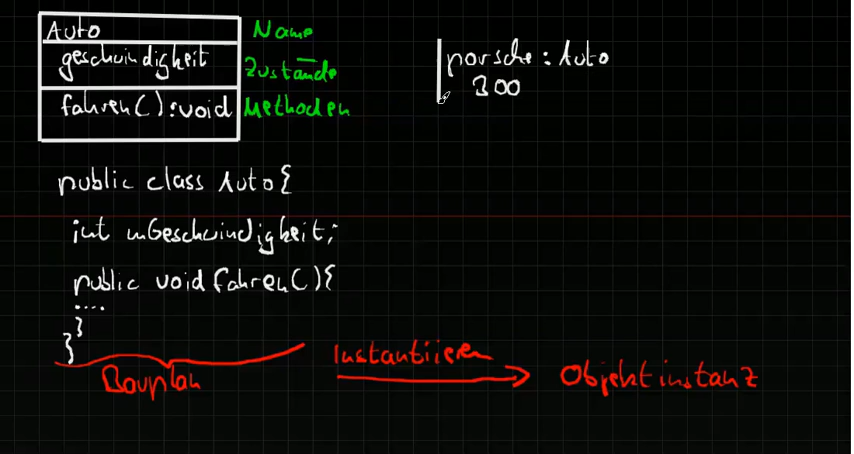 Auto Name
geschwindigkeit Zustände
fahren():void Methoden
porsche: Auto
300
public class Auto{
int mGeschwindigkeit;
public void fahren(){
....
}
}
Bauplan
Instantiieren
Objektinstanz